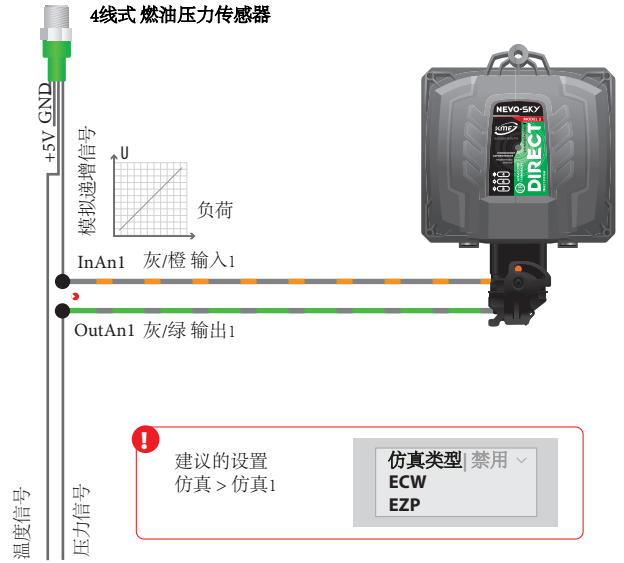 4线式 燃油压力传感器
+5V GND
模拟递增信号
U
负荷
InAn1 灰/橙 输入1
OutAn1 灰/绿 输出1
NEVO-SKY
MODEL 2
KME
DIRECT
!
建议的设置
仿真 > 仿真1
仿真类型| 禁用
ECW
EZP
温度信号
压力信号